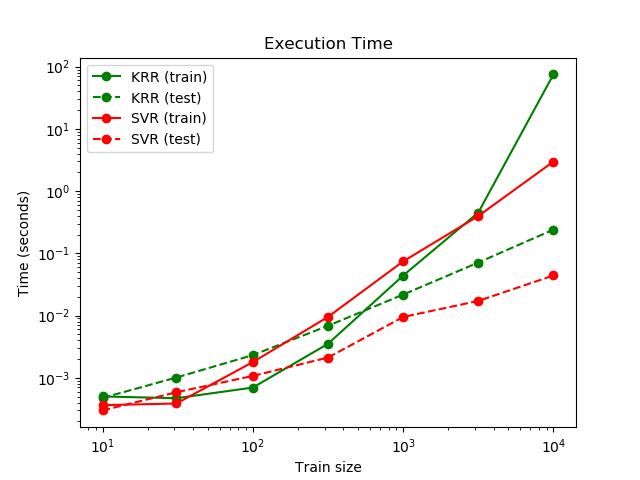 Execution Time
KRR (train)
KRR (test)
SVR (train)
SVR (test)
10²
10¹
10⁰
10⁻¹
10⁻²
10⁻³
Time (seconds)
10¹ 10² 10³ 10⁴
Train size